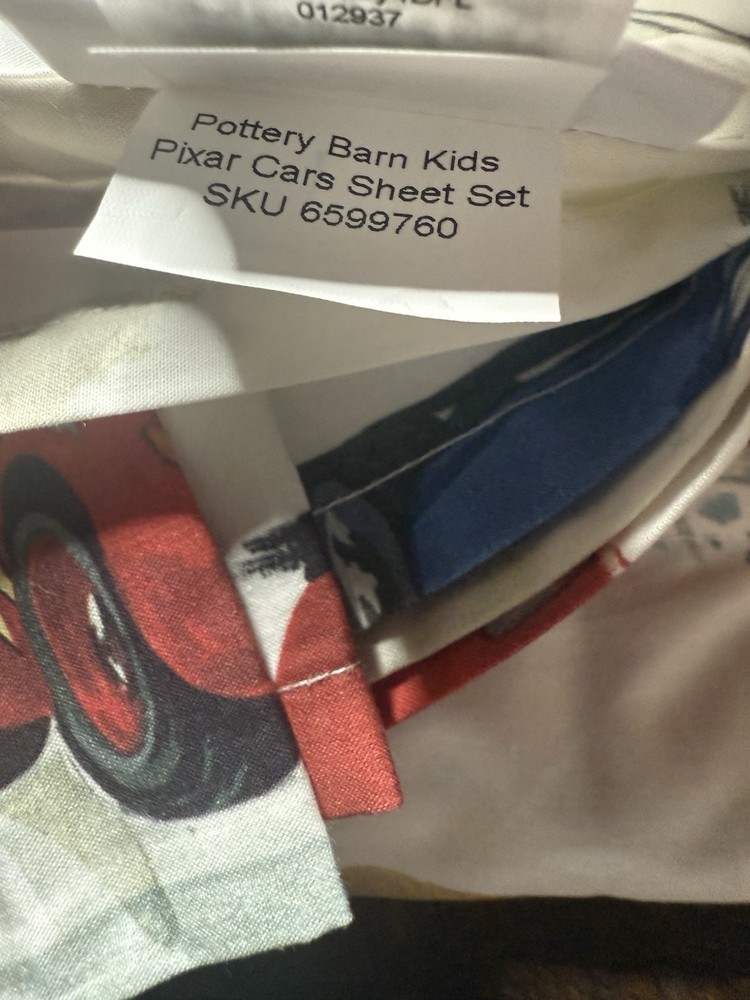 012937
Pottery Barn Kids
Pixar Cars Sheet Set
SKU 6599760